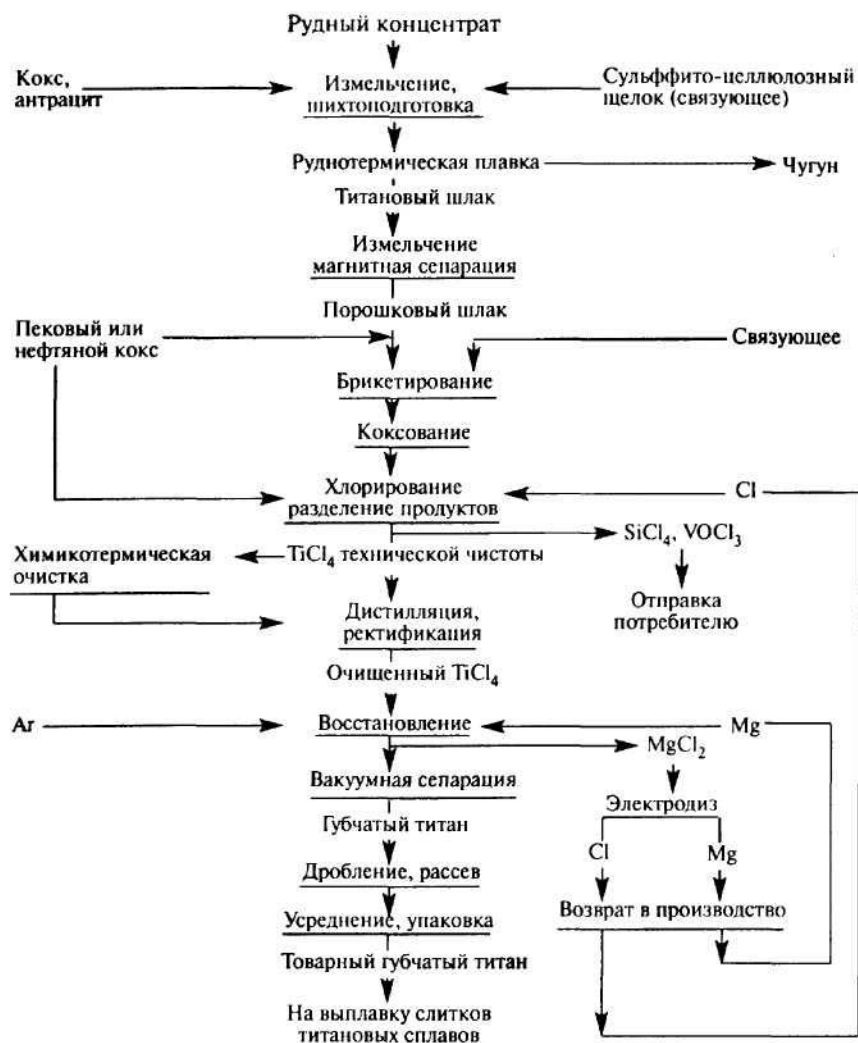 Рудный концентрат
Кокс,
антрацит
Измельчение,
шихтоподготовка
Сульффито-целлюлозный
щелок (связующее)
Руднотермическая плавка
Чугун
Титановый шлак
Измельчение
магнитная сепарация
Порошковый шлак
Пековый или
нефтяной кокс
Связующее
Брикетирование
Коксование
Хлорирование
разделение продуктов
Cl
SiCl₄, VOCl₃
Химикотермическая
очистка
TiCl₄ технической чистоты
Отправка
потребителю
Дистилляция,
ректификация
Очищенный TiCl₄
Ar
Восстановление
Mg
MgCl₂
Вакуумная сепарация
Электродиз
Губчатый титан
Cl
Mg
Дробление, рассев
Усреднение, упаковка
Возврат в производство
Товарный губчатый титан
На выплавку слитков
титановых сплавов